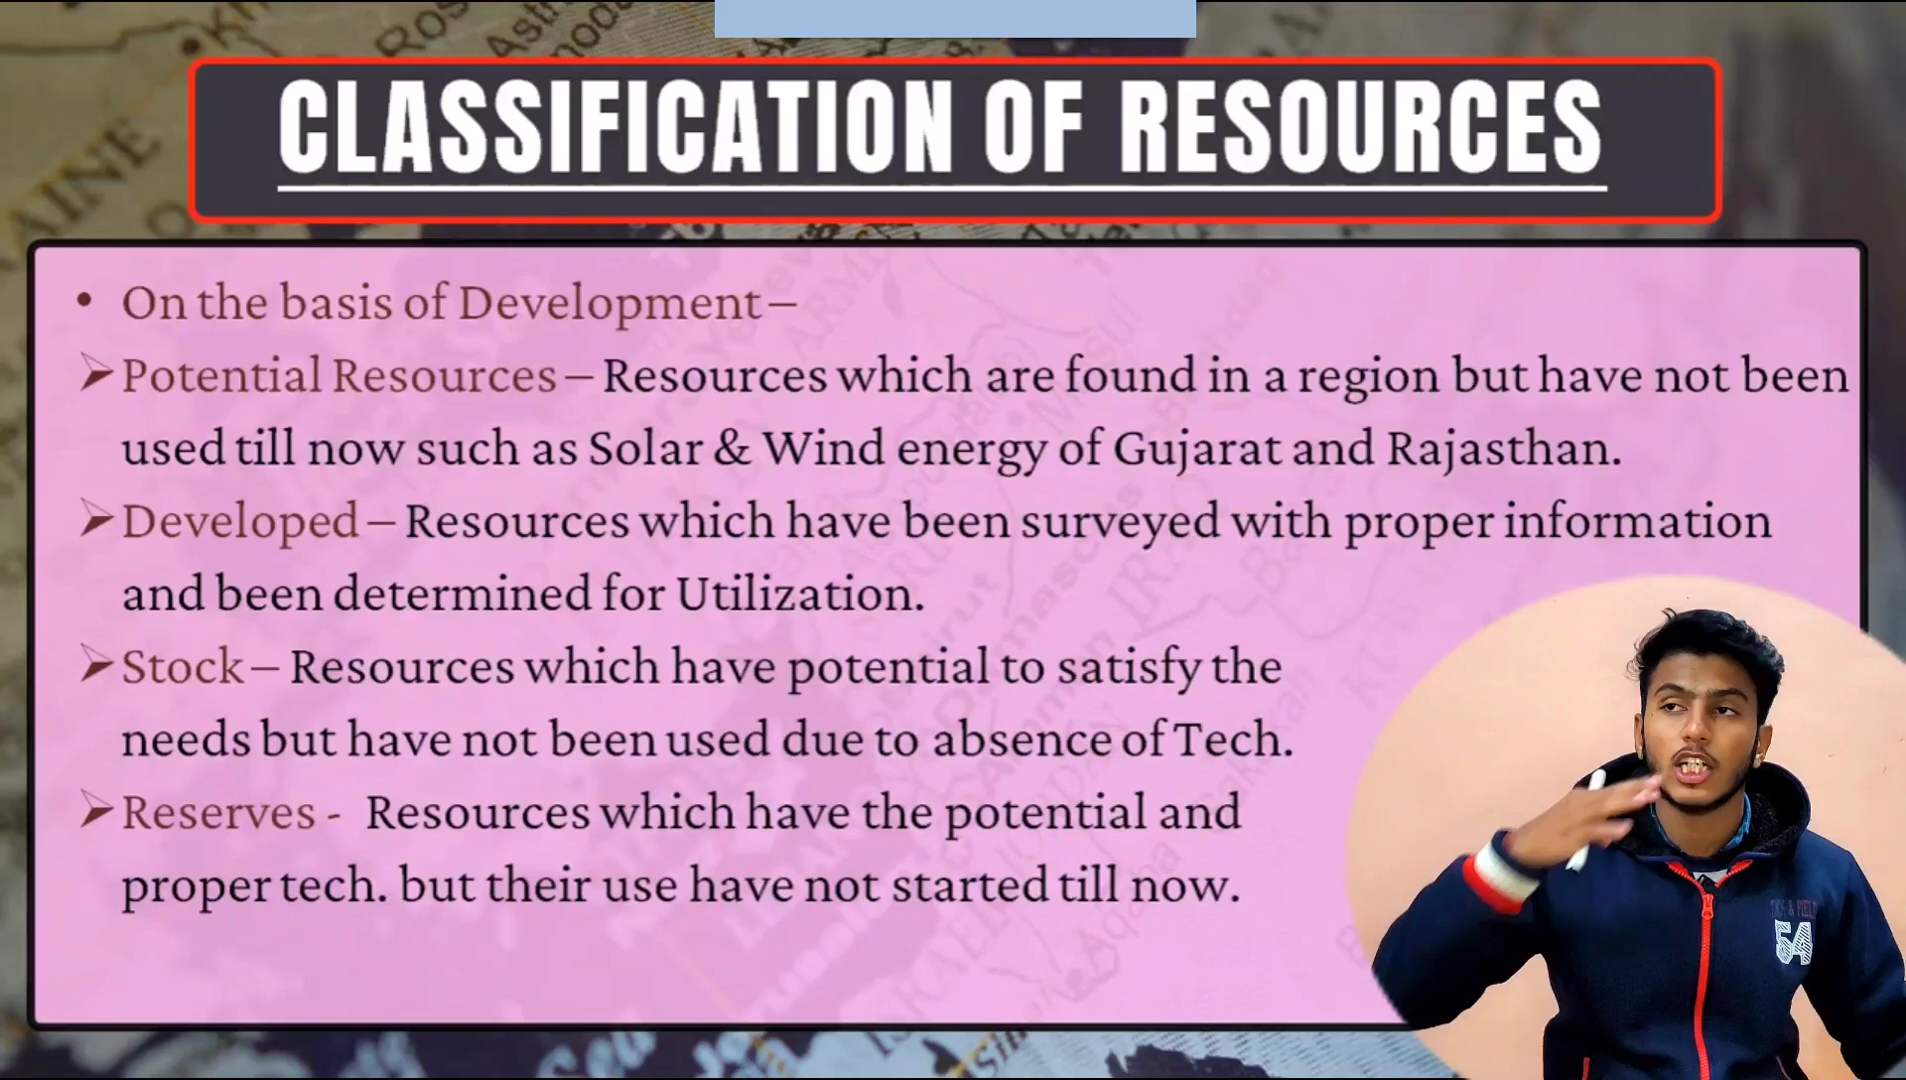 CLASSIFICATION OF RESOURCES
• On the basis of Development –
➢ Potential Resources – Resources which are found in a region but have not been
used till now such as Solar & Wind energy of Gujarat and Rajasthan.
➢ Developed – Resources which have been surveyed with proper information
and been determined for Utilization.
➢ Stock – Resources which have potential to satisfy the
needs but have not been used due to absence of Tech.
➢ Reserves - Resources which have the potential and
proper tech. but their use have not started till now.
54